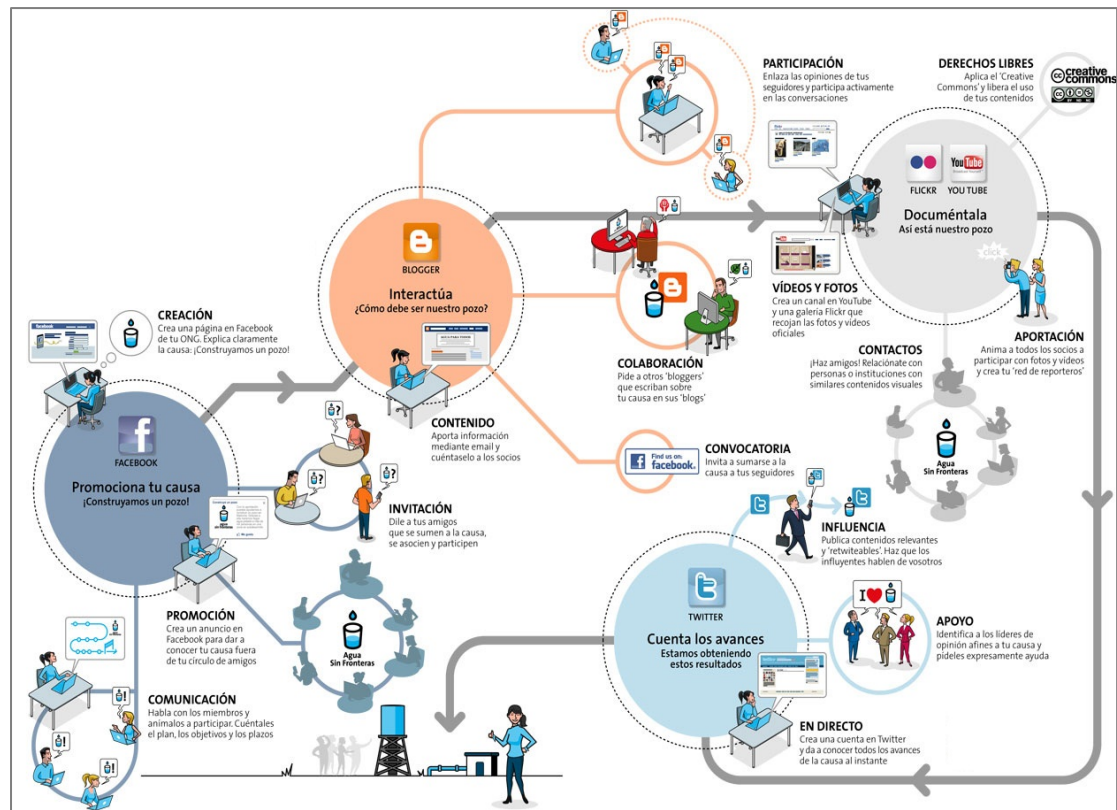 CREACIÓN
Crea una página en Facebook
de tu ONG. Explica claramente
la causa: ¡Construyamos un pozo!
facebook
FACEBOOK
Promociona tu causa
¡Construyamos un pozo!
INVITACIÓN
Dile a tus amigos
que se sumen a la causa,
se asocien y participen
?
?
?
PROMOCIÓN
Crea un anuncio en
Facebook para dar a
conocer tu causa fuera
de tu círculo de amigos
Agua
Sin Fronteras
COMUNICACIÓN
Habla con los miembros y
anímalos a participar. Cuéntales
el plan, los objetivos y los plazos
!
!
!
BLOGGER
Interactúa
¿Cómo debe ser nuestro pozo?
CONTENIDO
Aporta información
mediante email y
cuéntaselo a los socios
PARTICIPACIÓN
Enlaza las opiniones de tus
seguidores y participa activamente
en las conversaciones
COLABORACIÓN
Pide a otros ‘bloggers’
que escriban sobre
tu causa en sus ‘blogs’
Find us on:
facebook®
CONVOCATORIA
Invita a sumarse a la
causa a tus seguidores
DERECHOS LIBRES
Aplica el ‘Creative
Commons’ y libera el uso
de tus contenidos
cc creative
commons
You Tube
FLICKR
YOU TUBE
Documéntala
Así está nuestro pozo
click
VÍDEOS Y FOTOS
Crea un canal en YouTube
y una galería Flickr que
recojan las fotos y vídeos
oficiales
APORTACIÓN
Anima a todos los socios a
participar con fotos y vídeos
y crea tu ‘red de reporteros’
CONTACTOS
¡Haz amigos! Relaciónate con
personas o instituciones con
similares contenidos visuales
Agua
Sin Fronteras
INFLUENCIA
Publica contenidos relevantes
y ‘retwiteables’. Haz que los
influyentes hablen de vosotros
TWITTER
Cuenta los avances
Estamos obteniendo
estos resultados
I
APOYO
Identifica a los líderes de
opinión afines a tu causa y
pídeles expresamente ayuda
EN DIRECTO
Crea una cuenta en Twitter
y da a conocer todos los avances
de la causa al instante